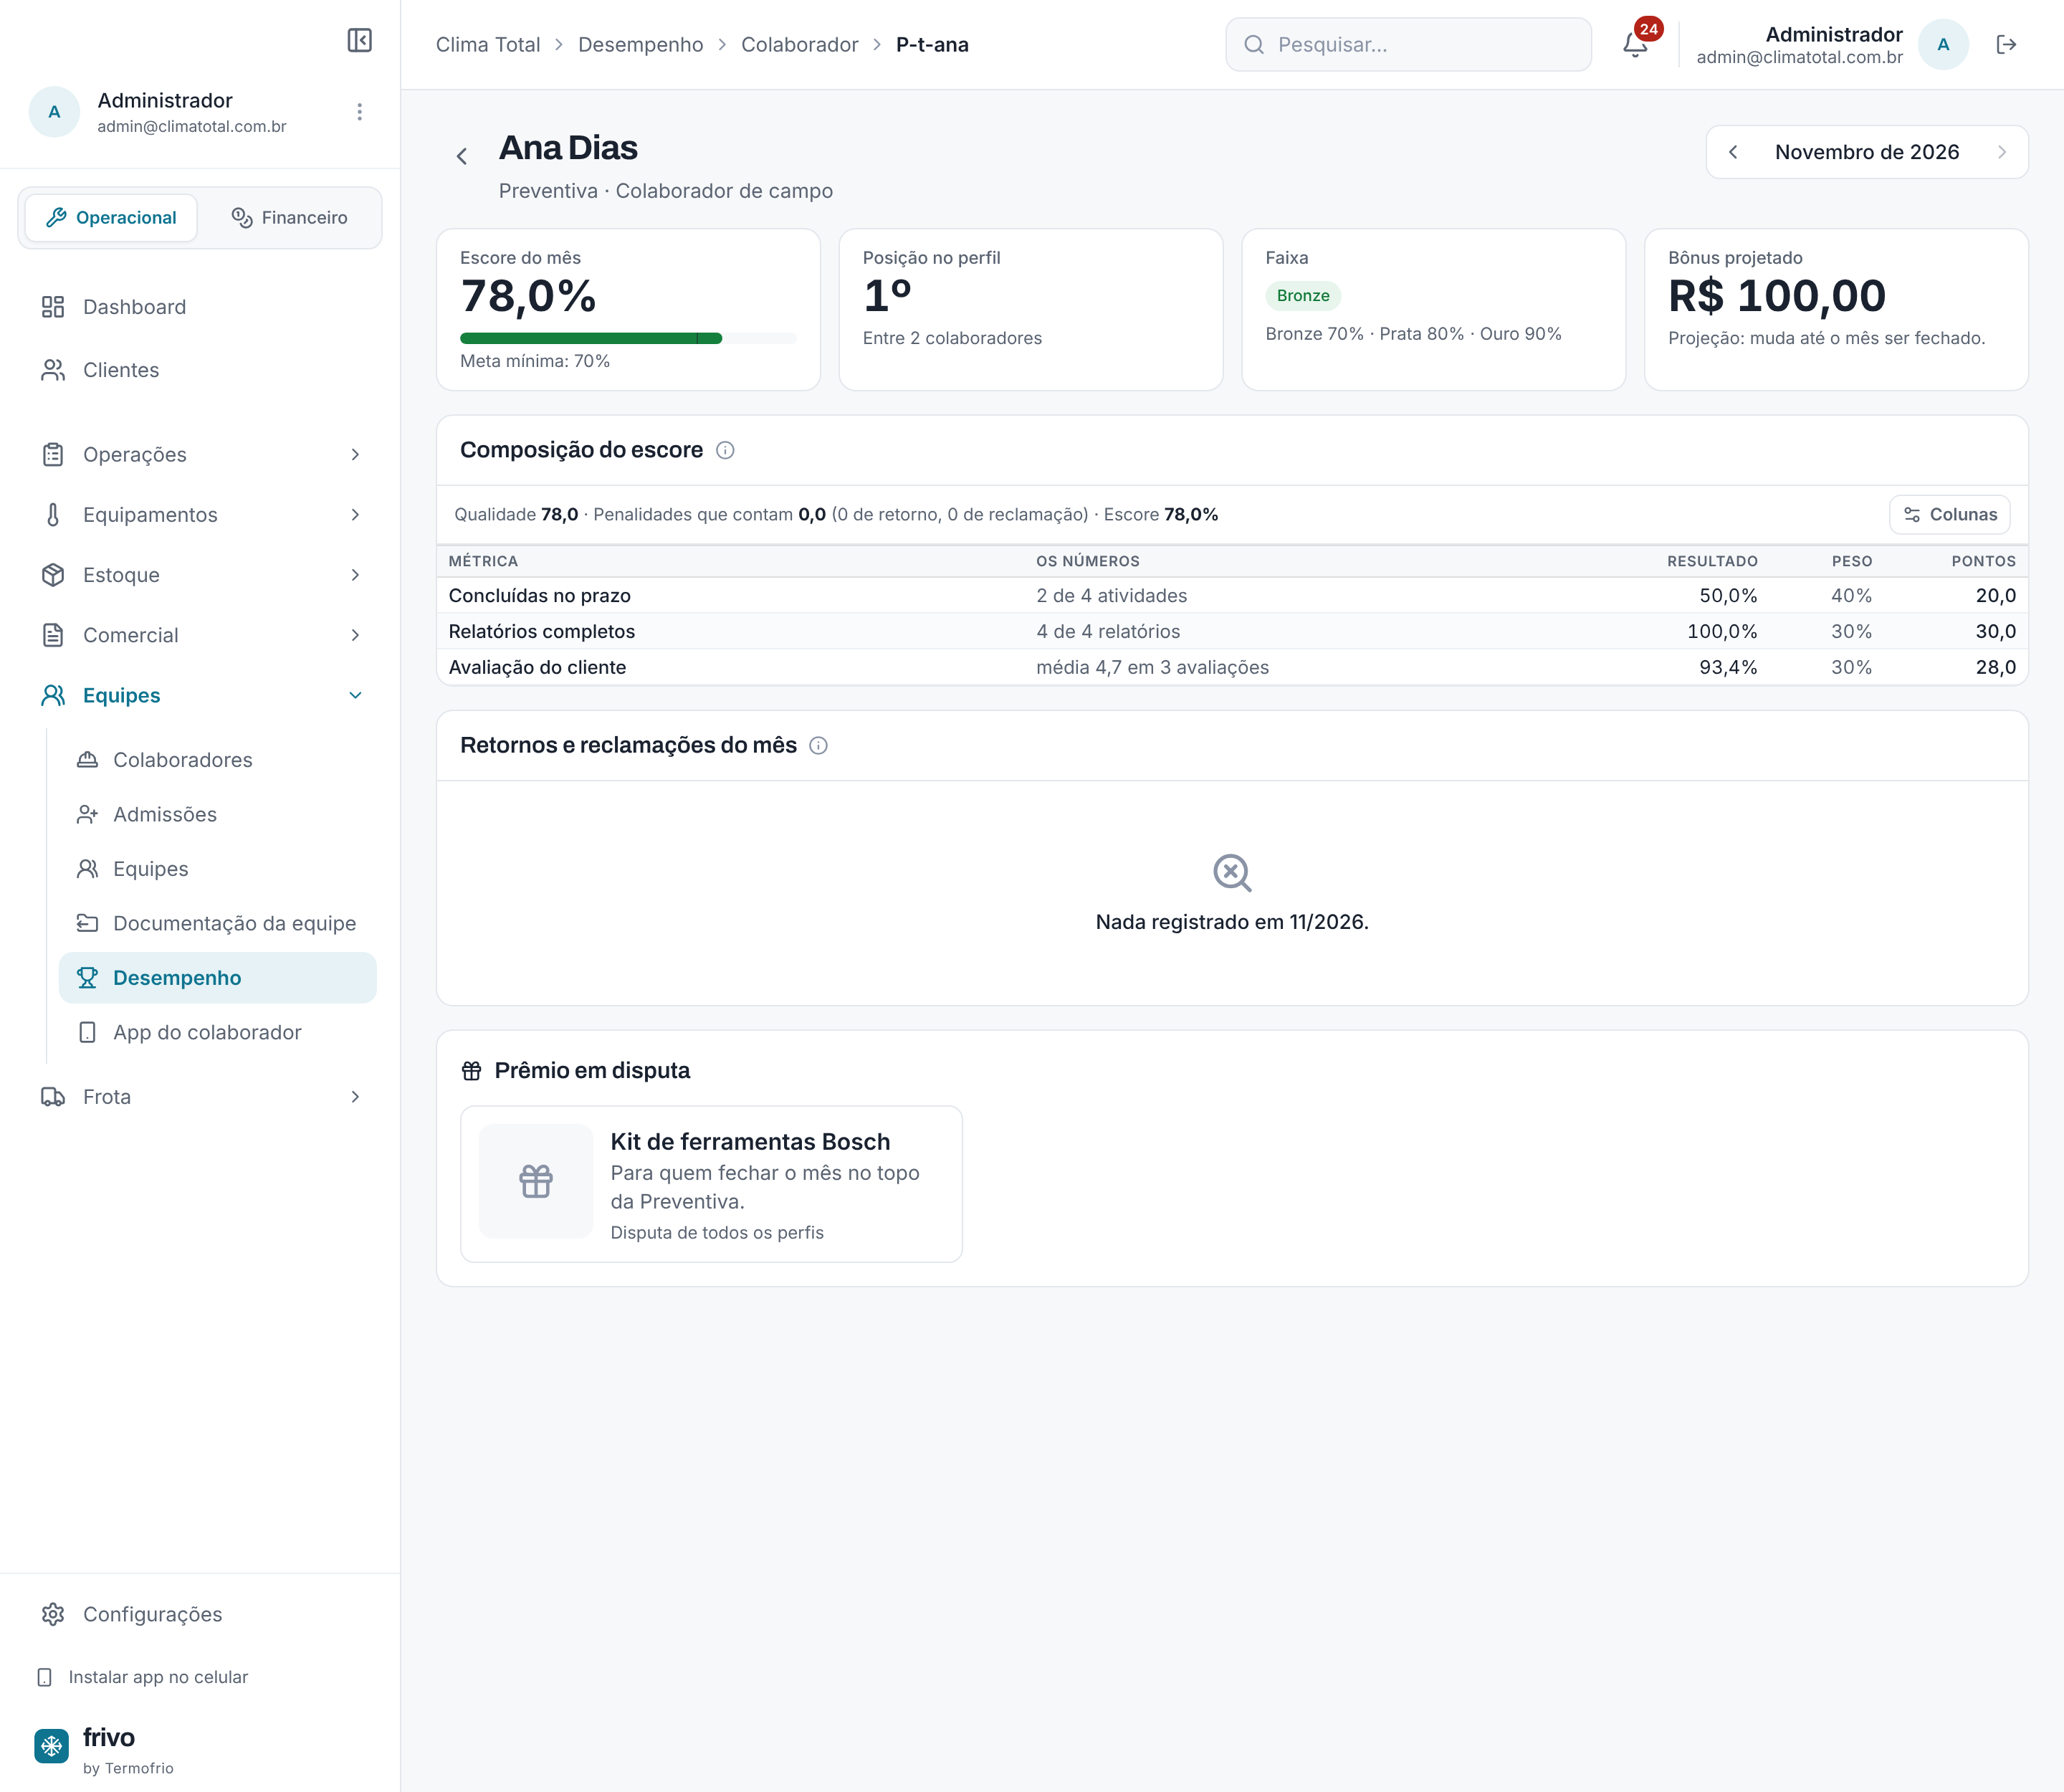 Administrador
admin@climatotal.com.br
A
Operacional
Financeiro
Dashboard
Clientes
Operações
Equipamentos
Estoque
Comercial
Equipes
Colaboradores
Admissões
Equipes
Documentação da equipe
Desempenho
App do colaborador
Frota
Configurações
Instalar app no celular
frivo
by Termofrio
Clima Total > Desempenho > Colaborador > P-t-ana
Pesquisar...
24
Administrador
admin@climatotal.com.br
A
Ana Dias
Preventiva · Colaborador de campo
Novembro de 2026
Escore do mês
78,0%
Meta mínima: 70%
Posição no perfil
1º
Entre 2 colaboradores
Faixa
Bronze
Bronze 70% · Prata 80% · Ouro 90%
Bônus projetado
R$ 100,00
Projeção: muda até o mês ser fechado.
Composição do escore
Qualidade 78,0 · Penalidades que contam 0,0 (0 de retorno, 0 de reclamação) · Escore 78,0%
Colunas
MÉTRICA OS NÚMEROS RESULTADO PESO PONTOS
Concluídas no prazo 2 de 4 atividades 50,0% 40% 20,0
Relatórios completos 4 de 4 relatórios 100,0% 30% 30,0
Avaliação do cliente média 4,7 em 3 avaliações 93,4% 30% 28,0
Retornos e reclamações do mês
Nada registrado em 11/2026.
Prêmio em disputa
Kit de ferramentas Bosch
Para quem fechar o mês no topo
da Preventiva.
Disputa de todos os perfis